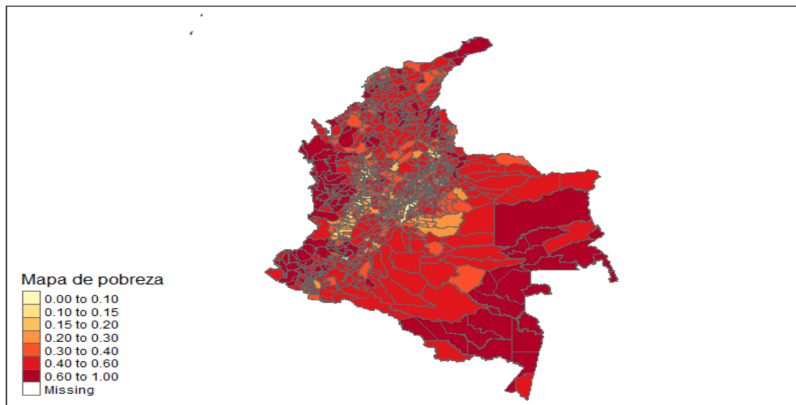 Mapa de pobreza
0.00 to 0.10
0.10 to 0.15
0.15 to 0.20
0.20 to 0.30
0.30 to 0.40
0.40 to 0.60
0.60 to 1.00
Missing